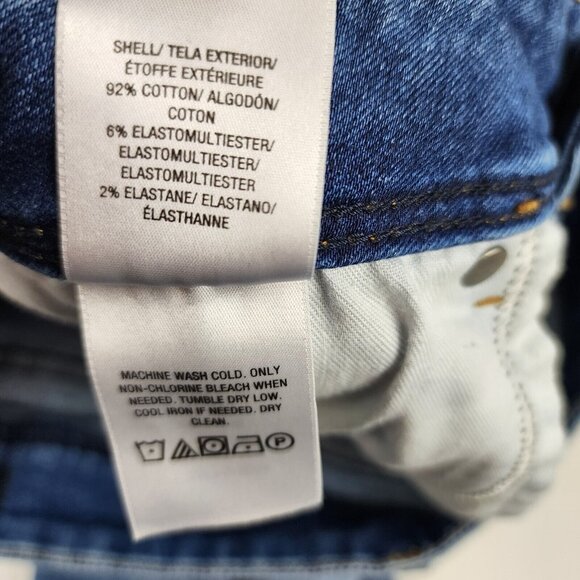 SHELL/ TELA EXTERIOR/
ÉTOFFE EXTÉRIEURE
92% COTTON/ ALGODÓN/
COTON
6% ELASTOMULTIESTER/
ELASTOMULTIESTER/
ELASTOMULTIESTER
2% ELASTANE/ ELASTANO/
ÉLASTHANNE
MACHINE WASH COLD. ONLY
NON-CHLORINE BLEACH WHEN
NEEDED. TUMBLE DRY LOW.
COOL IRON IF NEEDED. DRY
CLEAN.
P